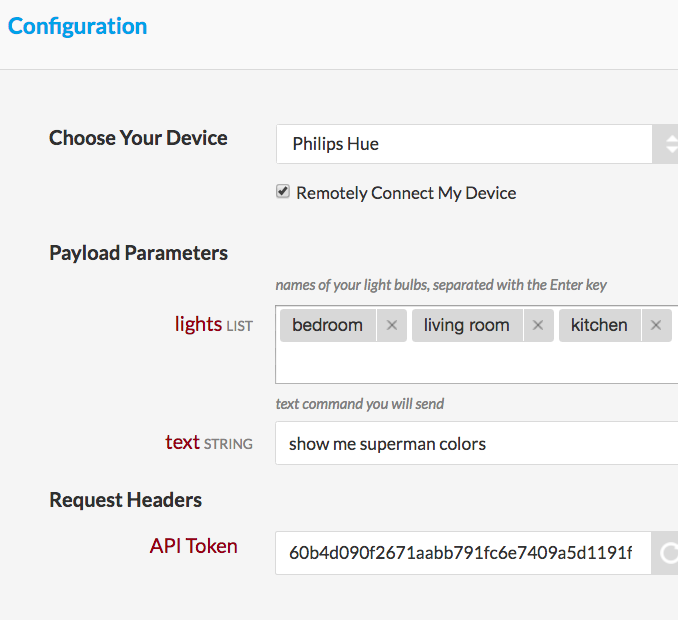 Configuration
Choose Your Device
Philips Hue
Remotely Connect My Device
Payload Parameters
names of your light bulbs, separated with the Enter key
lights LIST
bedroom × living room × kitchen ×
text command you will send
text STRING
show me superman colors
Request Headers
API Token
60b4d090f2671aabb791fc6e7409a5d1191f